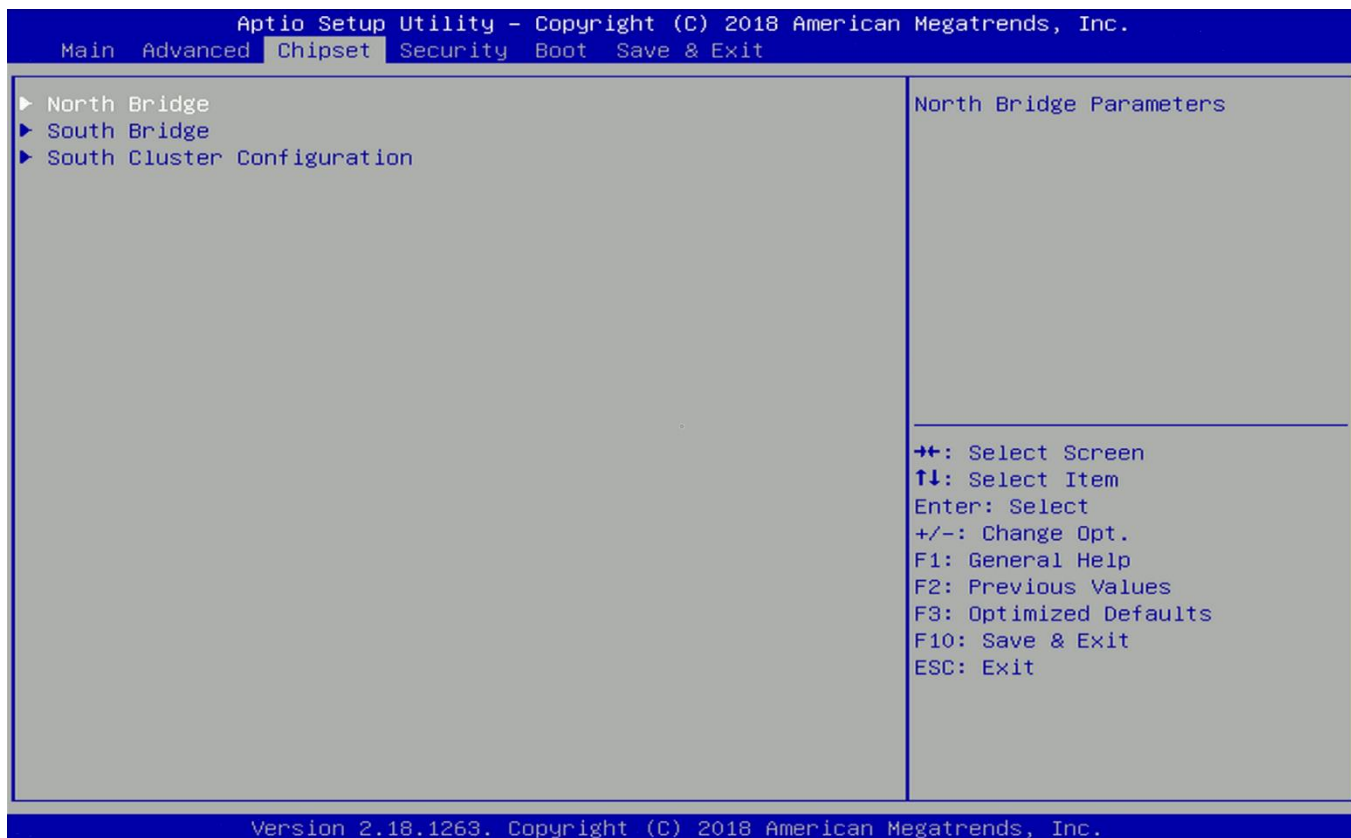 Aptio Setup Utility – Copyright (C) 2018 American Megatrends, Inc.
Main Advanced Chipset Security Boot Save & Exit
▶ North Bridge
▶ South Bridge
▶ South Cluster Configuration
North Bridge Parameters
→←: Select Screen
↑↓: Select Item
Enter: Select
+/-: Change Opt.
F1: General Help
F2: Previous Values
F3: Optimized Defaults
F10: Save & Exit
ESC: Exit
Version 2.18.1263. Copyright (C) 2018 American Megatrends, Inc.